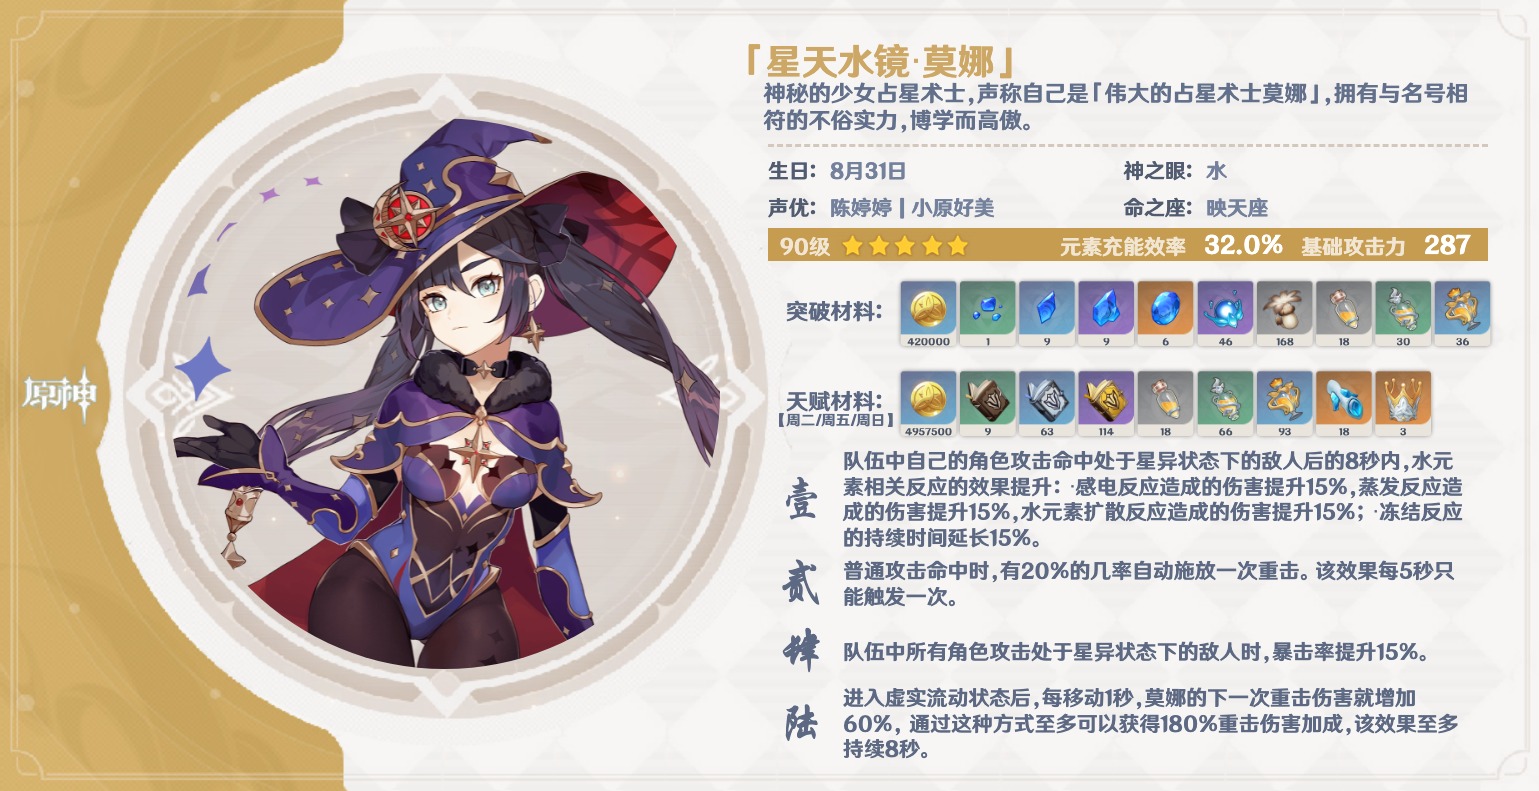 原神
「星天水镜·莫娜」
神秘的少女占星术士,声称自己是「伟大的占星术士莫娜」,拥有与名号相
符的不俗实力,博学而高傲。
生日: 8月31日 神之眼: 水
声优: 陈婷婷 | 小原好美 命之座: 映天座
90级 元素充能效率 32.0% 基础攻击力 287
突破材料:
420000 1 9 9 6 46 168 18 30 36
天赋材料:
【周二/周五/周日】
4957500 9 63 114 18 66 93 18 3
壹
队伍中自己的角色攻击命中处于星异状态下的敌人后的8秒内,水元
素相关反应的效果提升: ·感电反应造成的伤害提升15%,蒸发反应造
成的伤害提升15%,水元素扩散反应造成的伤害提升15%; ·冻结反应
的持续时间延长15%。
贰
普通攻击命中时,有20%的几率自动施放一次重击。该效果每5秒只
能触发一次。
肆
队伍中所有角色攻击处于星异状态下的敌人时,暴击率提升15%。
陆
进入虚实流动状态后,每移动1秒,莫娜的下一次重击伤害就增加
60%, 通过这种方式至多可以获得180%重击伤害加成,该效果至多
持续8秒。